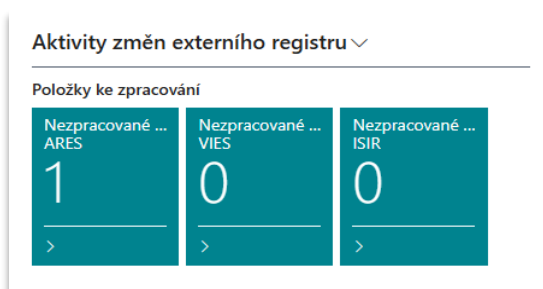 Aktivity změn externího registru
Položky ke zpracování
Nezpracované ...
ARES
1
Nezpracované ...
VIES
0
Nezpracované ...
ISIR
0